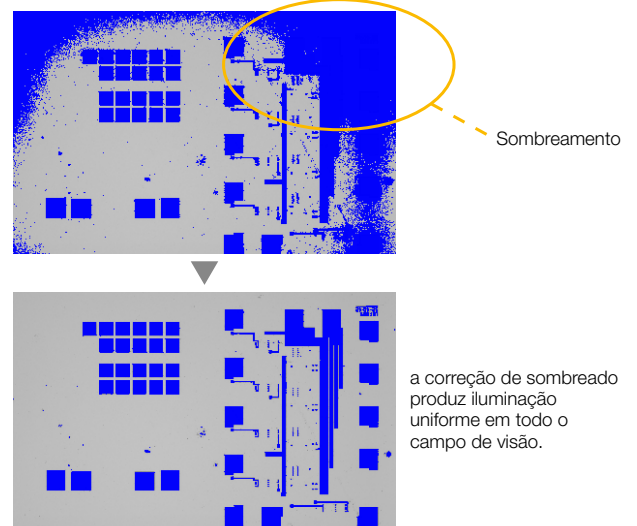 Sombreamento
a correção de sombreado
produz iluminação
uniforme em todo o
campo de visão.